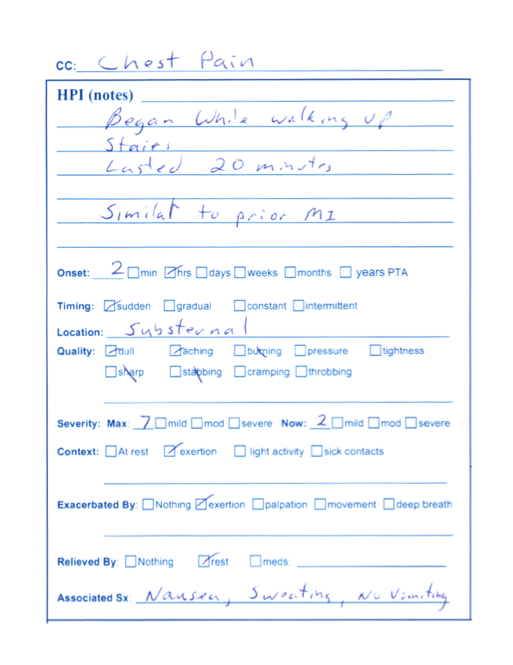 CC: Chest Pain
HPI (notes)
Began While walking up
Stairs
Lasted 20 minutes
Similar to prior MI
Onset: 2 ☐min ☑hrs ☐days ☐weeks ☐months ☐ years PTA
Timing: ☑sudden ☐gradual ☐constant ☐intermittent
Location: Substernal
Quality: ☑dull ☑aching ☐burning ☐pressure ☐tightness
☐sharp ☐stabbing ☐cramping ☐throbbing
Severity: Max: 7 ☐mild ☐mod ☐severe Now: 2 ☐mild ☐mod ☐severe
Context: ☐At rest ☑exertion ☐ light activity ☐sick contacts
Exacerbated By: ☐Nothing ☑exertion ☐palpation ☐movement ☐deep breath
Relieved By: ☐Nothing ☑rest ☐meds:
Associated Sx: Nausea, Sweating, No Vomiting